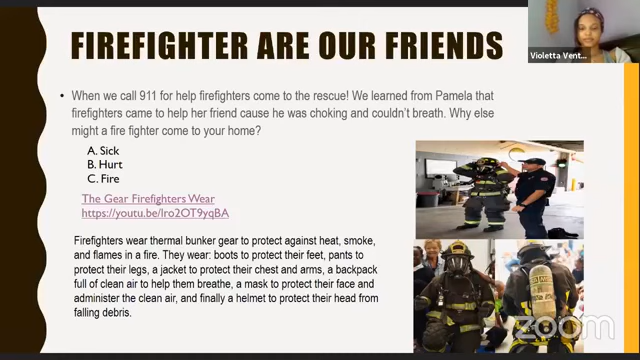 FIREFIGHTER ARE OUR FRIENDS
Violetta Vent...
• When we call 911 for help firefighters come to the rescue! We learned from Pamela that
firefighters came to help her friend cause he was choking and couldn't breath. Why else
might a fire fighter come to your home?
A. Sick
B. Hurt
C. Fire
The Gear Firefighters Wear
https://youtu.be/lro2OT9yqBA
Firefighters wear thermal bunker gear to protect against heat, smoke,
and flames in a fire. They wear: boots to protect their feet, pants to
protect their legs, a jacket to protect their chest and arms, a backpack
full of clean air to help them breathe, a mask to protect their face and
administer the clean air, and finally a helmet to protect their head from
falling debris.
zoom